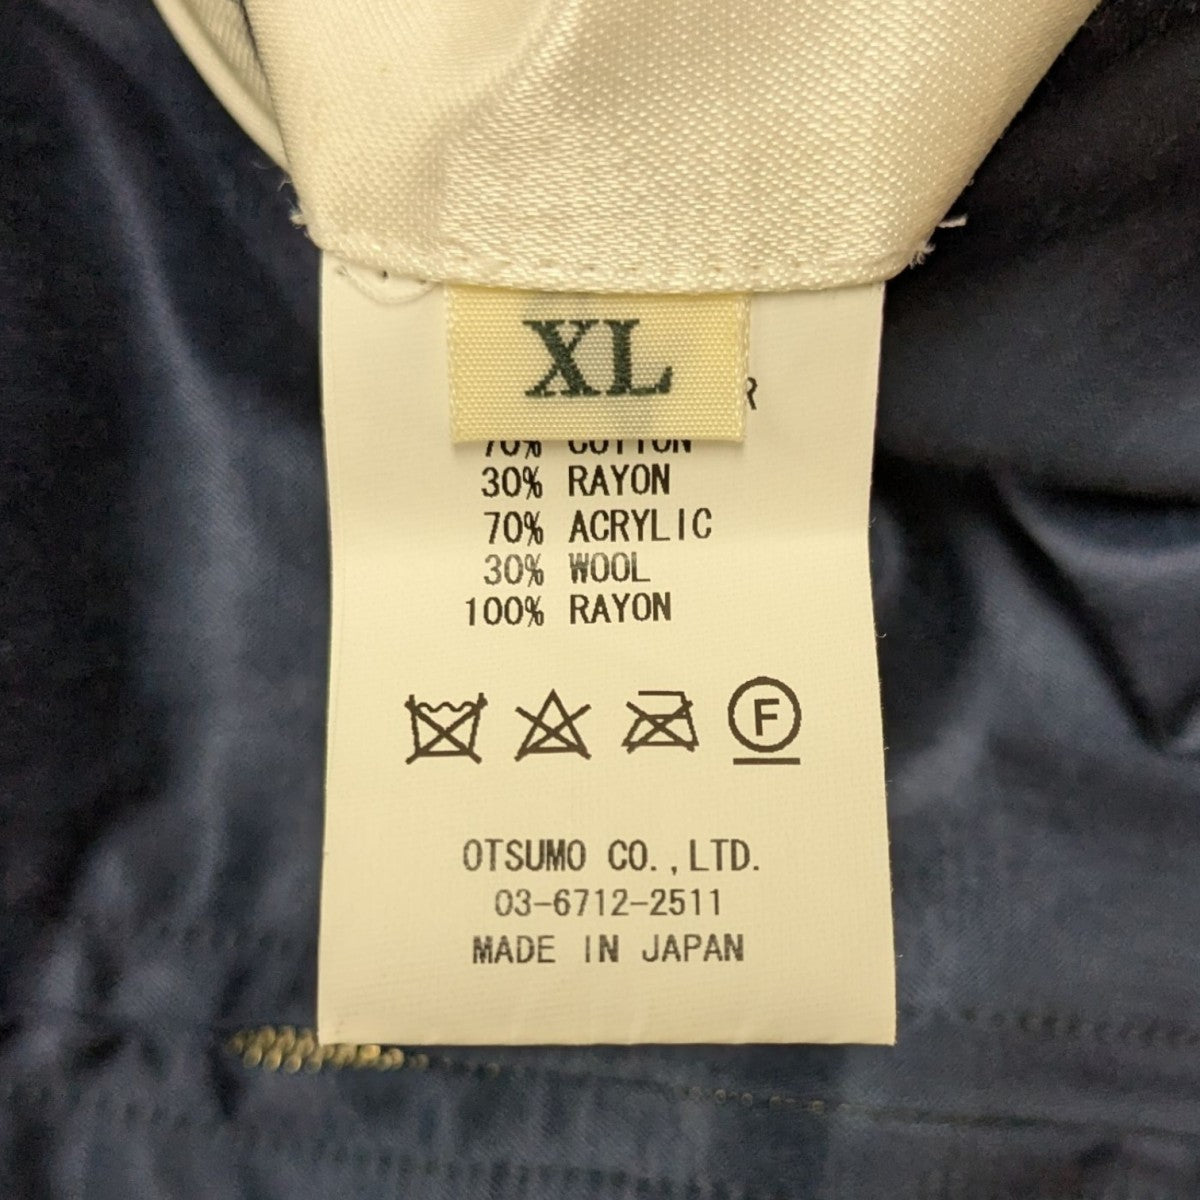 XL
70% COTTON
30% RAYON
70% ACRYLIC
30% WOOL
100% RAYON
F
OTSUMO CO.,LTD.
03-6712-2511
MADE IN JAPAN